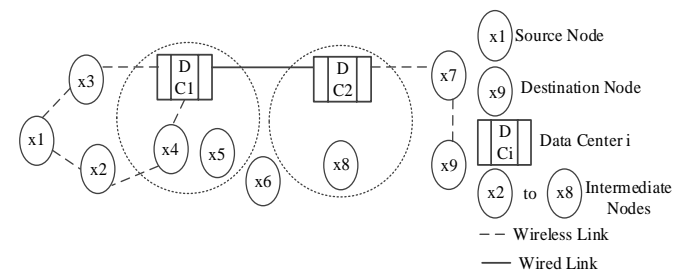 x1
x2
x3
x4
x5
x6
D
C1
D
C2
x8
x7
x9
x1 Source Node
x9 Destination Node
D
Ci
Data Center i
x2 to x8 Intermediate
Nodes
Wireless Link
Wired Link